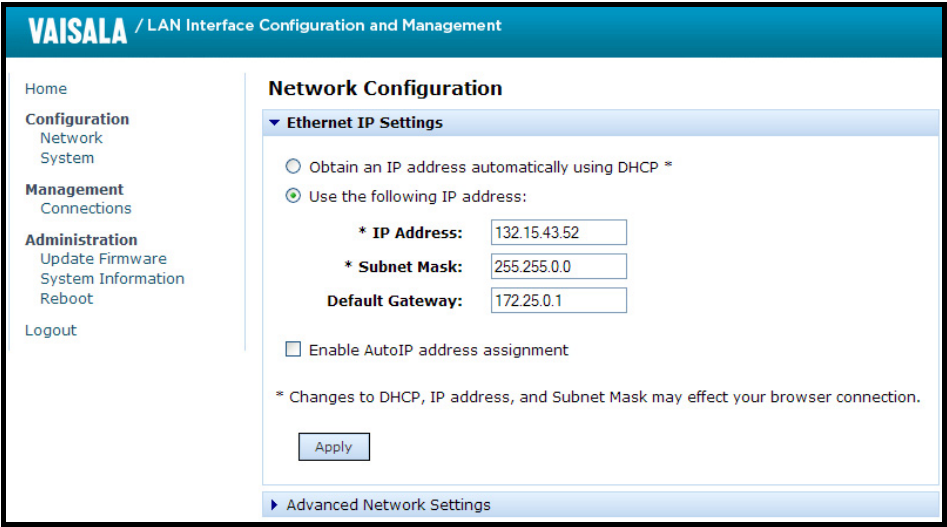 VAISALA / LAN Interface Configuration and Management
Home
Configuration
Network
System
Management
Connections
Administration
Update Firmware
System Information
Reboot
Logout
Network Configuration
Ethernet IP Settings
Obtain an IP address automatically using DHCP *
Use the following IP address:
* IP Address: 132.15.43.52
* Subnet Mask: 255.255.0.0
Default Gateway: 172.25.0.1
Enable AutoIP address assignment
* Changes to DHCP, IP address, and Subnet Mask may effect your browser connection.
Apply
Advanced Network Settings